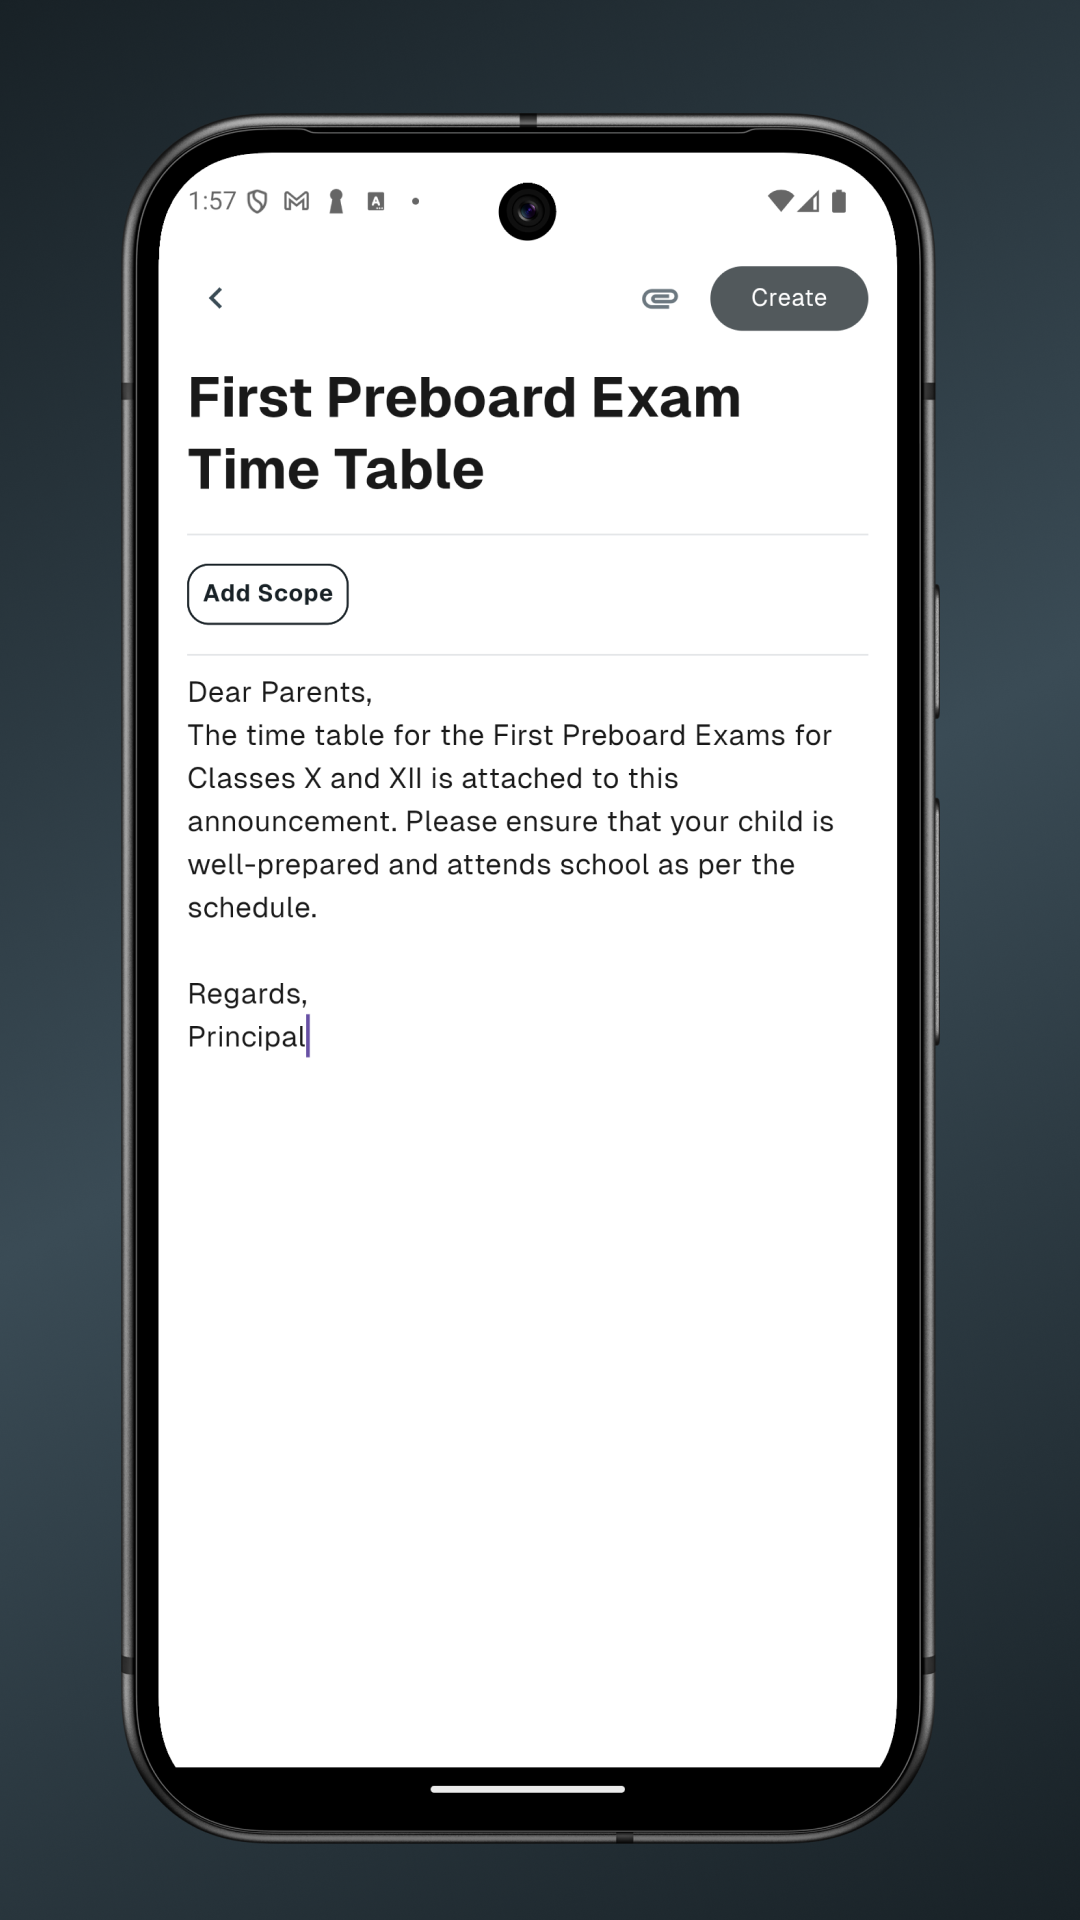 1:57
Create
First Preboard Exam
Time Table
Add Scope
Dear Parents,
The time table for the First Preboard Exams for
Classes X and XII is attached to this
announcement. Please ensure that your child is
well-prepared and attends school as per the
schedule.
Regards,
Principal